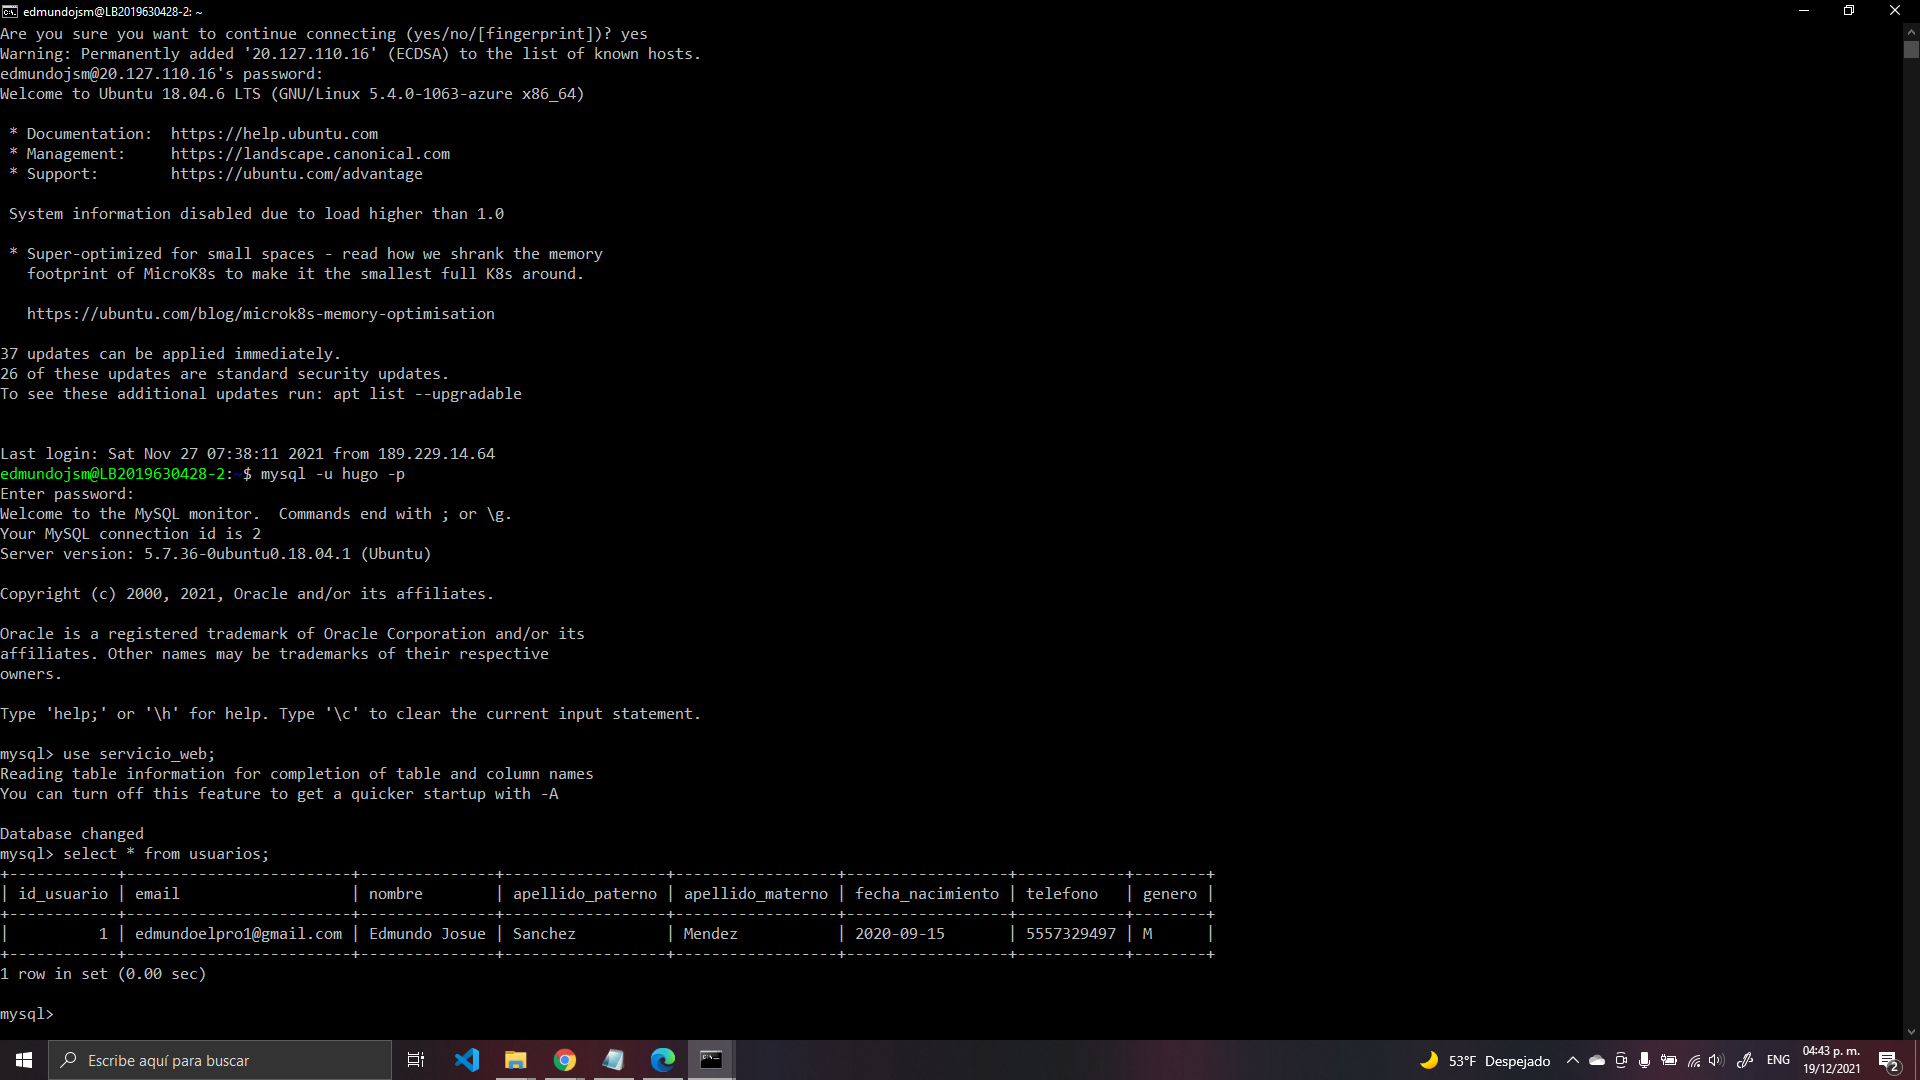 edmundojsm@LB2019630428-2: ~
Are you sure you want to continue connecting (yes/no/[fingerprint])? yes
Warning: Permanently added '20.127.110.16' (ECDSA) to the list of known hosts.
edmundojsm@20.127.110.16's password:
Welcome to Ubuntu 18.04.6 LTS (GNU/Linux 5.4.0-1063-azure x86_64)

 * Documentation:  https://help.ubuntu.com
 * Management:     https://landscape.canonical.com
 * Support:        https://ubuntu.com/advantage

 System information disabled due to load higher than 1.0

 * Super-optimized for small spaces - read how we shrank the memory
   footprint of MicroK8s to make it the smallest full K8s around.

   https://ubuntu.com/blog/microk8s-memory-optimisation

37 updates can be applied immediately.
26 of these updates are standard security updates.
To see these additional updates run: apt list --upgradable

Last login: Sat Nov 27 07:38:11 2021 from 189.229.14.64
edmundojsm@LB2019630428-2:~$ mysql -u hugo -p
Enter password:
Welcome to the MySQL monitor.  Commands end with ; or \g.
Your MySQL connection id is 2
Server version: 5.7.36-0ubuntu0.18.04.1 (Ubuntu)

Copyright (c) 2000, 2021, Oracle and/or its affiliates.

Oracle is a registered trademark of Oracle Corporation and/or its
affiliates. Other names may be trademarks of their respective
owners.

Type 'help;' or '\h' for help. Type '\c' to clear the current input statement.

mysql> use servicio_web;
Reading table information for completion of table and column names
You can turn off this feature to get a quicker startup with -A

Database changed
mysql> select * from usuarios;
+------------+-------------------------+---------------+------------------+------------------+------------------+------------+--------+
| id_usuario | email                   | nombre        | apellido_paterno | apellido_materno | fecha_nacimiento | telefono   | genero |
+------------+-------------------------+---------------+------------------+------------------+------------------+------------+--------+
|          1 | edmundoelpro1@gmail.com | Edmundo Josue | Sanchez          | Mendez           | 2020-09-15       | 5557329497 | M      |
+------------+-------------------------+---------------+------------------+------------------+------------------+------------+--------+
1 row in set (0.00 sec)

mysql>
Escribe aquí para buscar
53°F Despejado
ENG
04:43 p. m.
19/12/2021
2